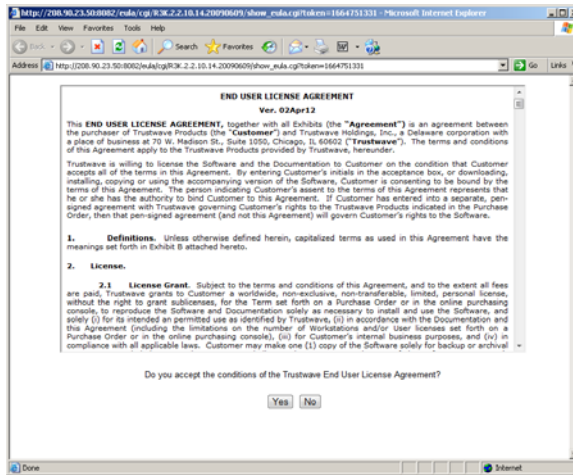 http://208.90.23.50:8082/eula/cgi/R3K.2.2.10.14.20090609/show_eula.cgi?token=1664751331 - Microsoft Internet Explorer
File Edit View Favorites Tools Help
Back Search Favorites
Address http://208.90.23.50:8082/eula/cgi/R3K.2.2.10.14.20090609/show_eula.cgi?token=1664751331 Go Links
END USER LICENSE AGREEMENT
Ver. 02Apr12
This END USER LICENSE AGREEMENT, together with all Exhibits (the "Agreement") is an agreement between
the purchaser of Trustwave Products (the "Customer") and Trustwave Holdings, Inc., a Delaware corporation with
a place of business at 70 W. Madison St., Suite 1050, Chicago, IL 60602 ("Trustwave"). The terms and conditions
of this Agreement apply to the Trustwave Products provided by Trustwave, hereunder.
Trustwave is willing to license the Software and the Documentation to Customer on the condition that Customer
accepts all of the terms in this Agreement. By entering Customer's initials in the acceptance box, or downloading,
installing, copying or using the accompanying version of the Software, Customer is consenting to be bound by the
terms of this Agreement. The person indicating Customer's assent to the terms of this Agreement represents that
he or she has the authority to bind Customer to this Agreement. If Customer has entered into a separate, pen-
signed agreement with Trustwave governing Customer's rights to the Trustwave Products indicated in the Purchase
Order, then that pen-signed agreement (and not this Agreement) will govern Customer's rights to the Software.
1. Definitions. Unless otherwise defined herein, capitalized terms as used in this Agreement have the
meanings set forth in Exhibit B attached hereto.
2. License.
2.1 License Grant. Subject to the terms and conditions of this Agreement, and to the extent all fees
are paid, Trustwave grants to Customer a worldwide, non-exclusive, non-transferable, limited, personal license,
without the right to grant sublicenses, for the Term set forth on a Purchase Order or in the online purchasing
console, to reproduce the Software and Documentation solely as necessary to install and use the Software, and
solely (i) for its intended an permitted use as identified by Trustwave, (ii) in accordance with the Documentation and
this Agreement (including the limitations on the number of Workstations and/or User licenses set forth on a
Purchase Order or in the online purchasing console), (iii) for Customer's internal business purposes, and (iv) in
compliance with all applicable laws. Customer may make one (1) copy of the Software solely for backup or archival
Do you accept the conditions of the Trustwave End User License Agreement?
Yes No
Done Internet